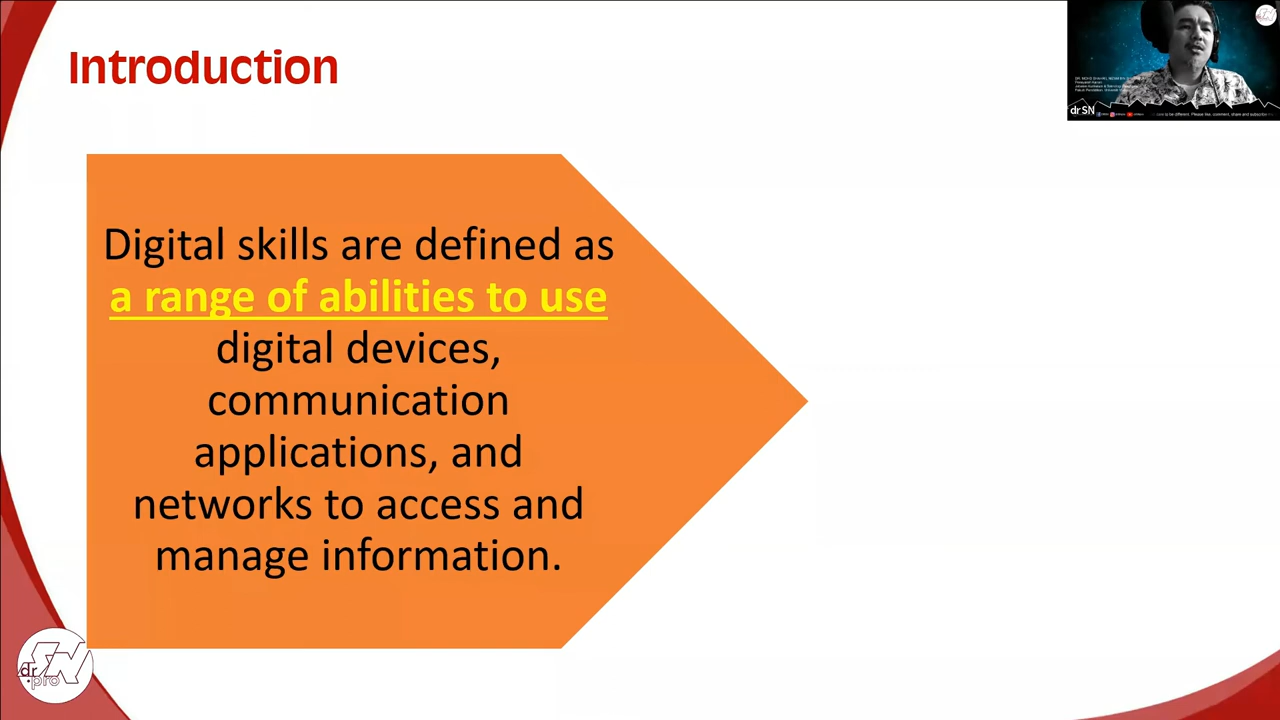 Introduction
Digital skills are defined as
a range of abilities to use
digital devices,
communication
applications, and
networks to access and
manage information.
drSN
dr
SN
.pro